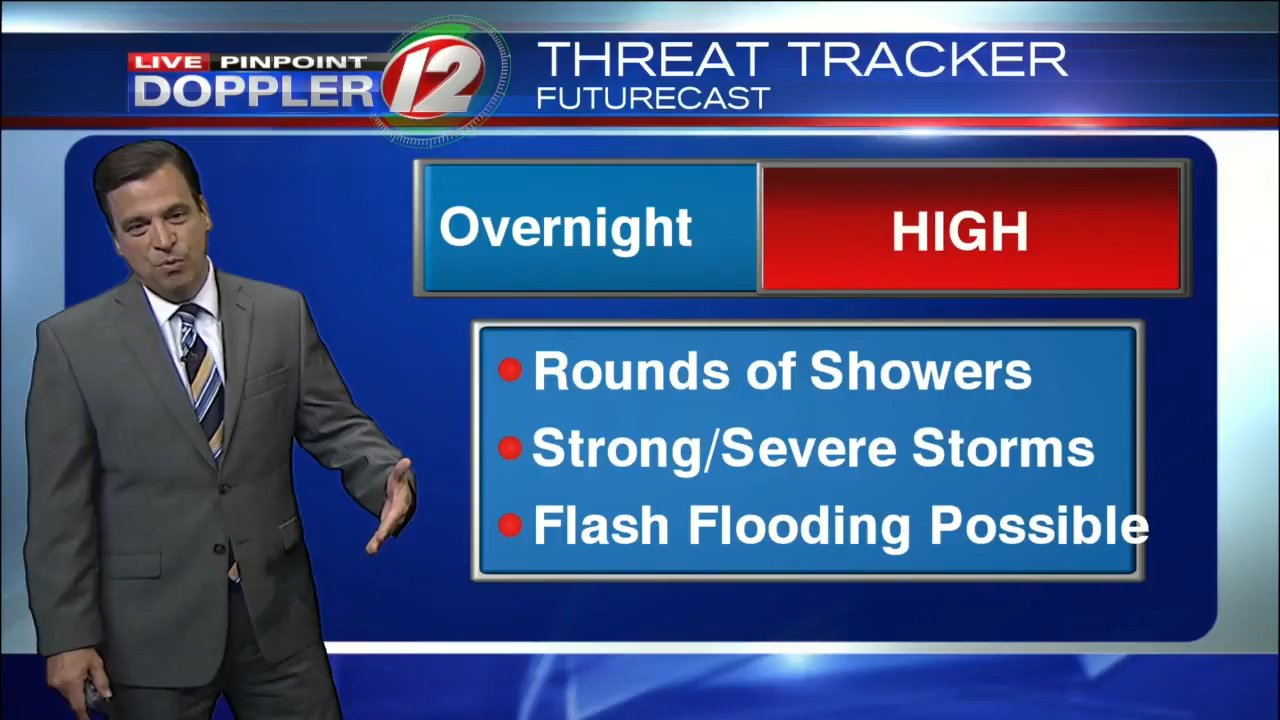 LIVE PINPOINT
DOPPLER 12
THREAT TRACKER
FUTURECAST
Overnight
HIGH
Rounds of Showers
Strong/Severe Storms
Flash Flooding Possible